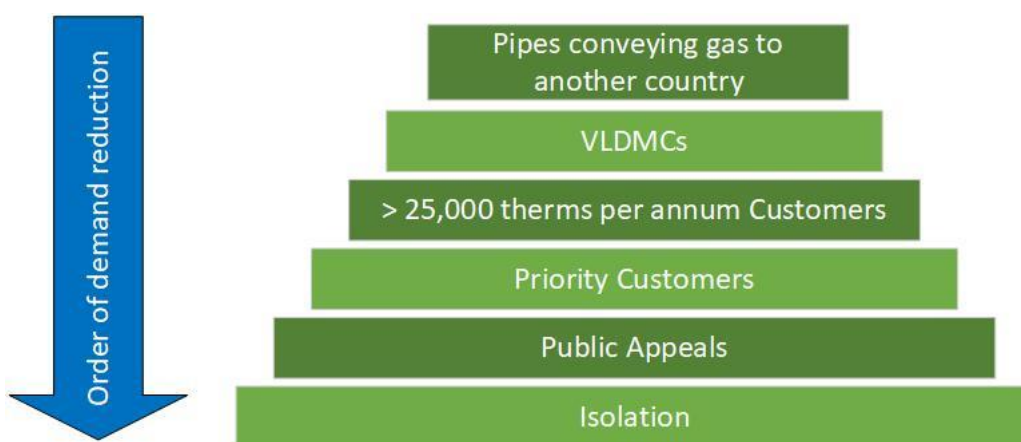 Order of demand reduction
Pipes conveying gas to
another country
VLDMCs
> 25,000 therms per annum Customers
Priority Customers
Public Appeals
Isolation